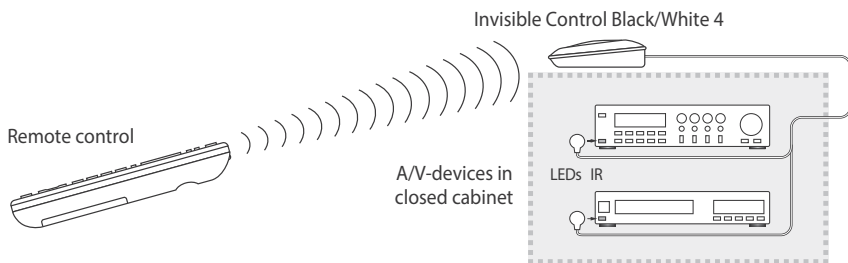 Invisible Control Black/White 4
Remote control
A/V-devices in
closed cabinet
LEDs IR